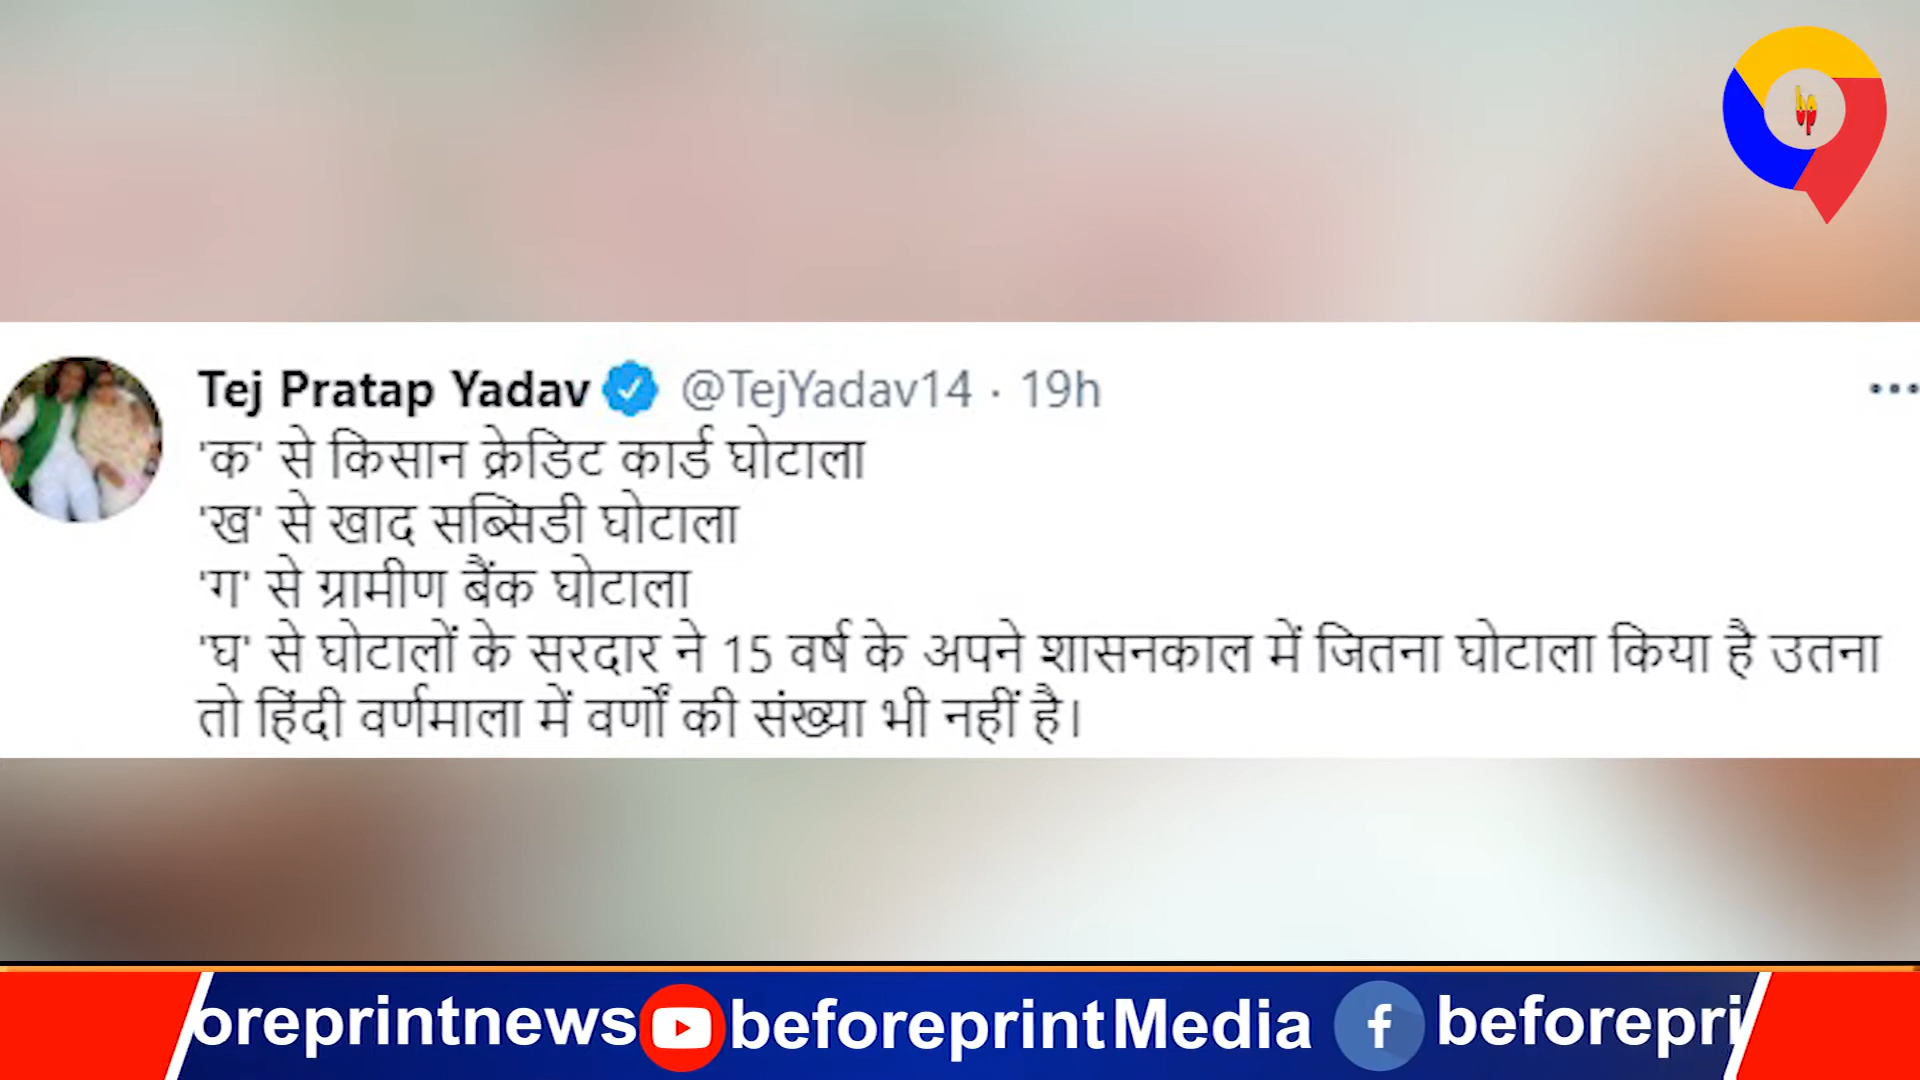 bp
Tej Pratap Yadav @TejYadav14 · 19h
'क' से किसान क्रेडिट कार्ड घोटाला
'ख' से खाद सब्सिडी घोटाला
'ग' से ग्रामीण बैंक घोटाला
'घ' से घोटालों के सरदार ने 15 वर्ष के अपने शासनकाल में जितना घोटाला किया है उतना
तो हिंदी वर्णमाला में वर्णों की संख्या भी नहीं है।
oreprintnews beforeprintMedia f beforepri